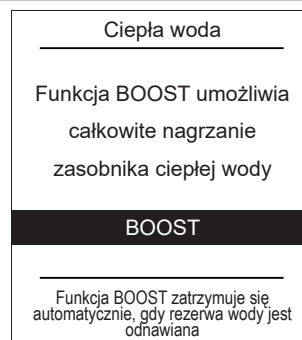 Ciepła woda
Funkcja BOOST umożliwia
całkowite nagrzanie
zasobnika ciepłej wody
BOOST
Funkcja BOOST zatrzymuje się
automatycznie, gdy rezerwa wody jest
odnawiana